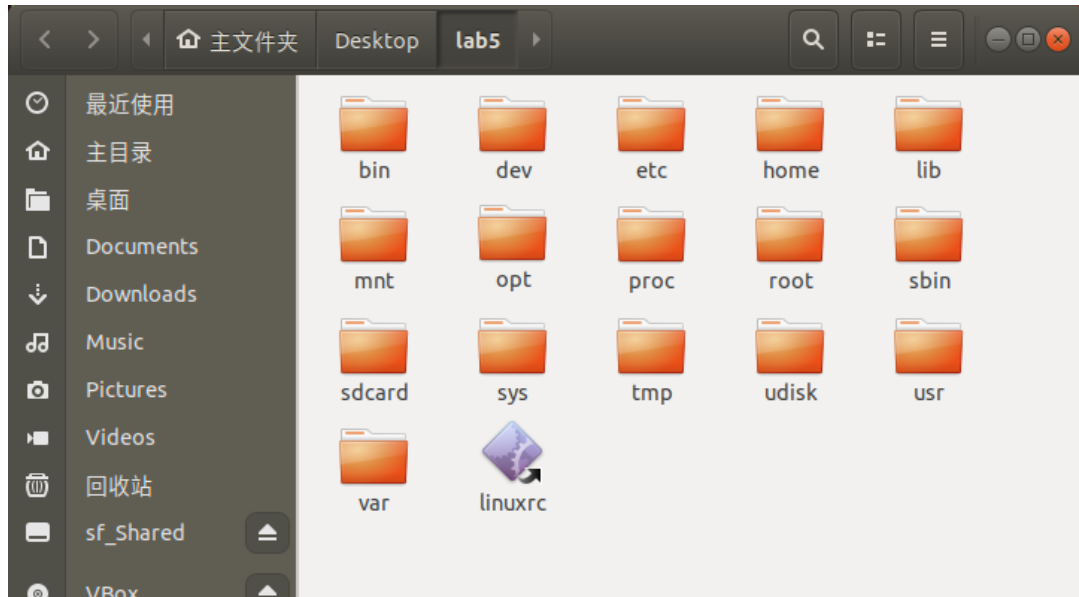 主文件夹 Desktop lab5
最近使用
主目录
桌面
Documents
Downloads
Music
Pictures
Videos
回收站
sf_Shared
VBox
bin dev etc home lib
mnt opt proc root sbin
sdcard sys tmp udisk usr
var linuxrc